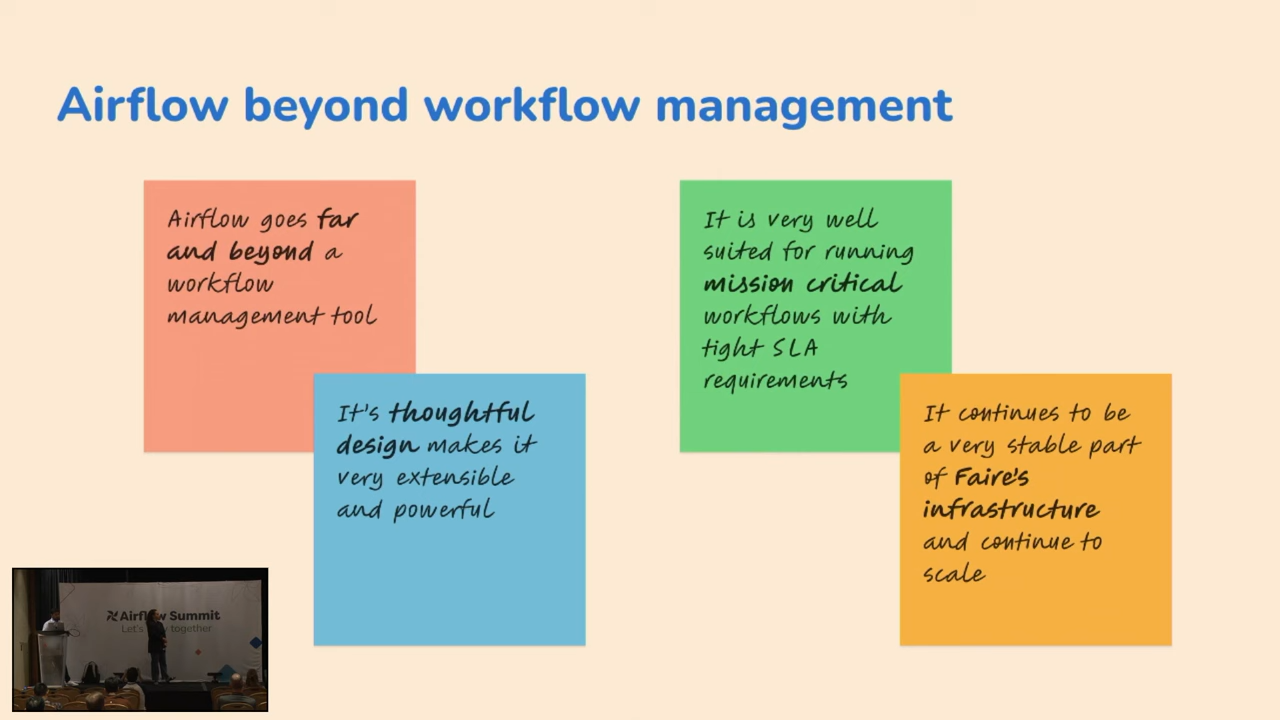 Airflow beyond workflow management
Airflow goes far
and beyond a
workflow
management tool
It's thoughtful
design makes it
very extensible
and powerful
It is very well
suited for running
mission critical
workflows with
tight SLA
requirements
It continues to be
a very stable part
of Faire's
infrastructure
and continue to
scale
Airflow Summit
Let's together